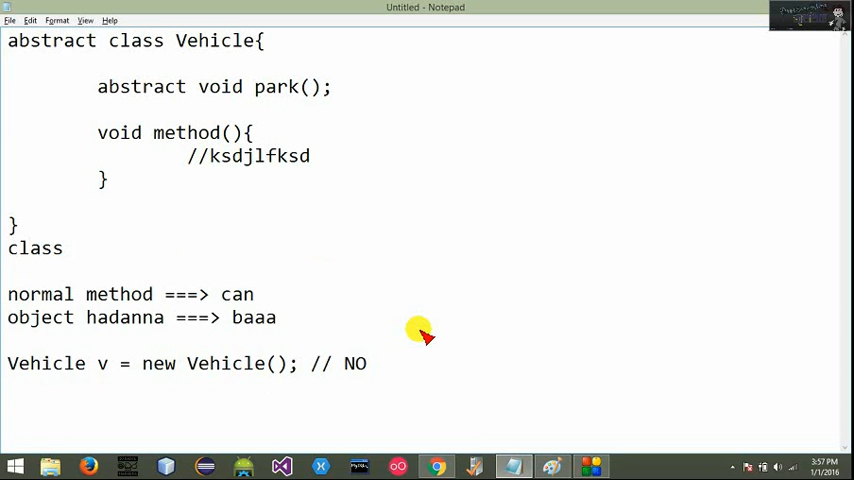 Untitled - Notepad
File Edit Format View Help
abstract class Vehicle{
abstract void park();
void method(){
//ksdjlfksd
}
}
class
normal method ===> can
object hadanna ===> baaa
Vehicle v = new Vehicle(); // NO
3:57 PM
1/1/2016